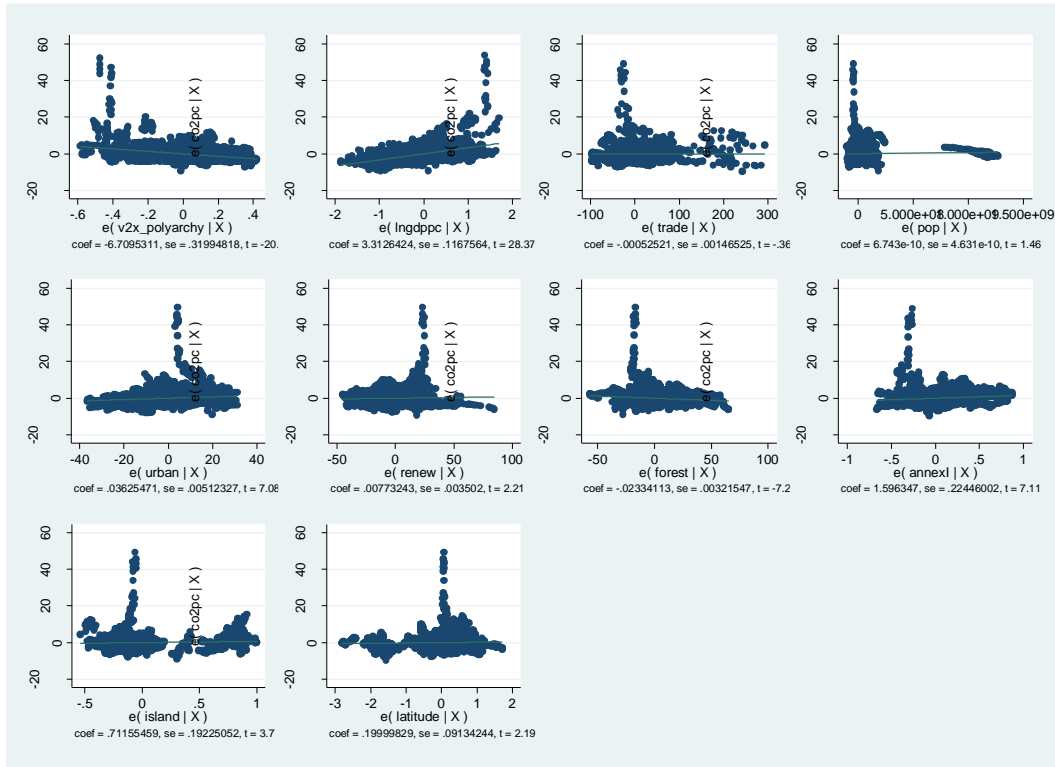 60
40
20
0
-20
e( co2pc | X )
-.6 -.4 -.2 0 .2 .4
e( v2x_polyarchy | X )
coef = -6.7095311, se = .31994818, t = -20.
60
40
20
0
-20
e( co2pc | X )
-2 -1 0 1 2
e( lngdppc | X )
coef = 3.3126424, se = .1167564, t = 28.37
60
40
20
0
-20
e( co2pc | X )
-100 0 100 200 300
e( trade | X )
coef = -.00052521, se = .00146525, t = -.36
60
40
20
0
-20
0 5.000e+08 1.000e+09 1.500e+09
e( pop | X )
coef = 6.743e-10, se = 4.631e-10, t = 1.46
60
40
20
0
-20
e( co2pc | X )
-40 -20 0 20 40
e( urban | X )
coef = .03625471, se = .00512327, t = 7.08
60
40
20
0
-20
e( co2pc | X )
-50 0 50 100
e( renew | X )
coef = .00773243, se = .003502, t = 2.21
60
40
20
0
-20
e( co2pc | X )
-50 0 50 100
e( forest | X )
coef = -.02334113, se = .00321547, t = -7.2
60
40
20
0
-20
-1 -.5 0 .5 1
e( annexI | X )
coef = 1.596347, se = .22446002, t = 7.11
60
40
20
0
-20
e( co2pc | X )
-.5 0 .5 1
e( island | X )
coef = .71155459, se = .19225052, t = 3.7
60
40
20
0
-20
-3 -2 -1 0 1 2
e( latitude | X )
coef = .19999829, se = .09134244, t = 2.19